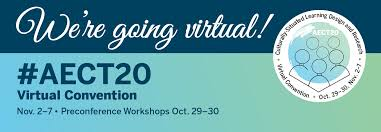 We're going virtual!
#AECT20
Virtual Convention
Nov. 2–7 • Preconference Workshops Oct. 29–30
Culturally Situated Learning Design and Research
AECT20
Virtual Convention • Oct. 29–30, Nov. 2–7